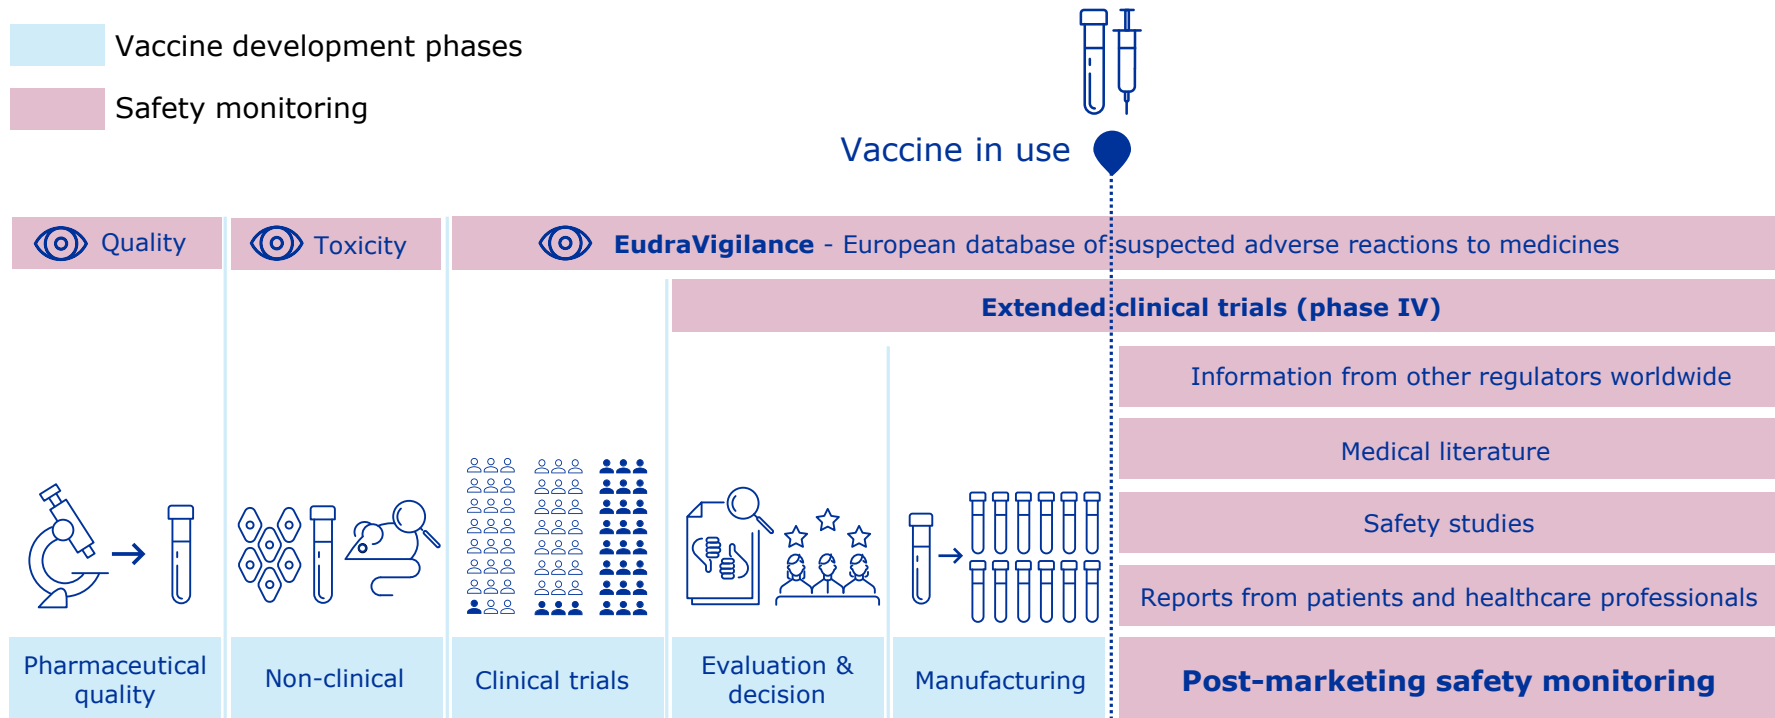 Vaccine development phases
Safety monitoring
Vaccine in use
Quality
Toxicity
EudraVigilance - European database of suspected adverse reactions to medicines
Extended clinical trials (phase IV)
Information from other regulators worldwide
Medical literature
Safety studies
Reports from patients and healthcare professionals
Pharmaceutical
quality
Non-clinical
Clinical trials
Evaluation &
decision
Manufacturing
Post-marketing safety monitoring